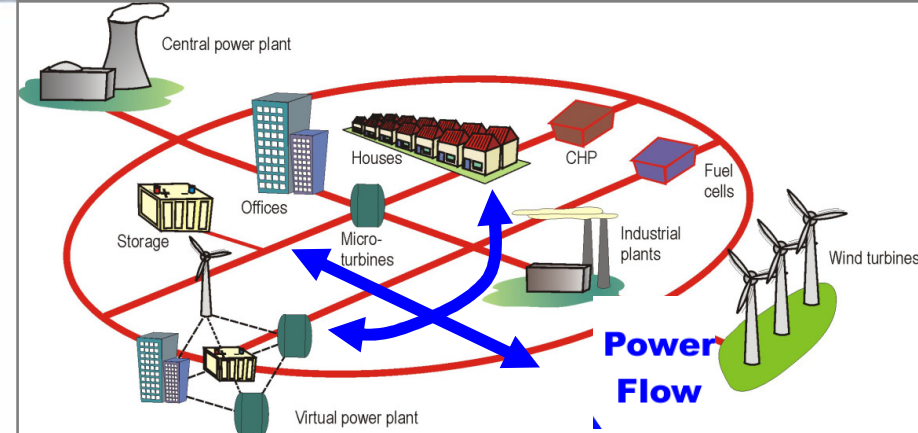 Central power plant
Houses
CHP
Fuel
cells
Offices
Storage
Micro-
turbines
Industrial
plants
Wind turbines
Power
Flow
Virtual power plant